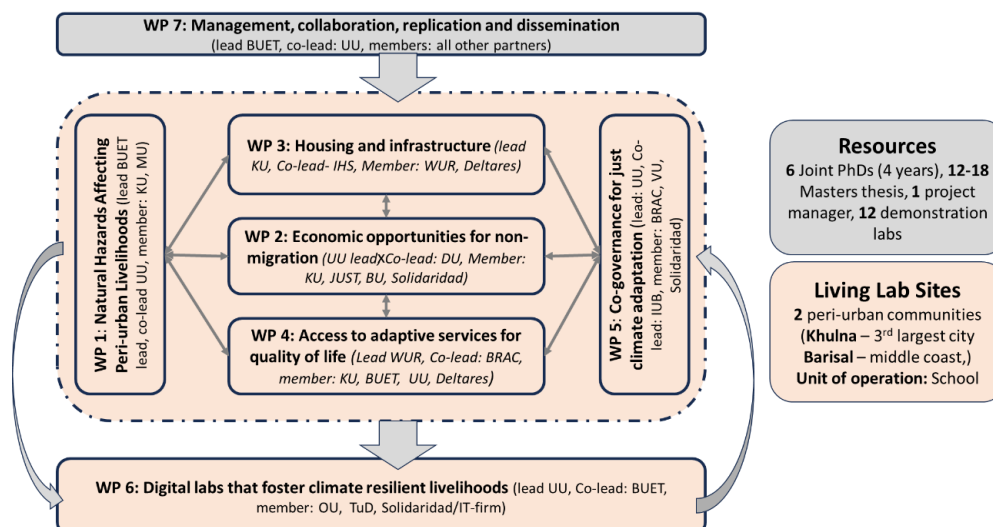 WP 7: Management, collaboration, replication and dissemination
(lead BUET, co-lead: UU, members: all other partners)
WP 1: Natural Hazards Affecting
Peri-urban Livelihoods (lead BUET
lead, co-lead UU, member: KU, MU)
WP 3: Housing and infrastructure (lead
KU, Co-lead- IHS, Member: WUR, Deltares)
WP 2: Economic opportunities for non-
migration (UU leadXCo-lead: DU, Member:
KU, JUST, BU, Solidaridad)
WP 4: Access to adaptive services for
quality of life (Lead WUR, Co-lead: BRAC,
member: KU, BUET, UU, Deltares)
WP 5: Co-governance for just
climate adaptation (lead: UU, Co-
lead: IUB, member: BRAC, VU,
Solidaridad)
WP 6: Digital labs that foster climate resilient livelihoods (lead UU, Co-lead: BUET,
member: OU, TuD, Solidaridad/IT-firm)
Resources
6 Joint PhDs (4 years), 12-18
Masters thesis, 1 project
manager, 12 demonstration
labs
Living Lab Sites
2 peri-urban communities
(Khulna – 3rd largest city
Barisal – middle coast,)
Unit of operation: School